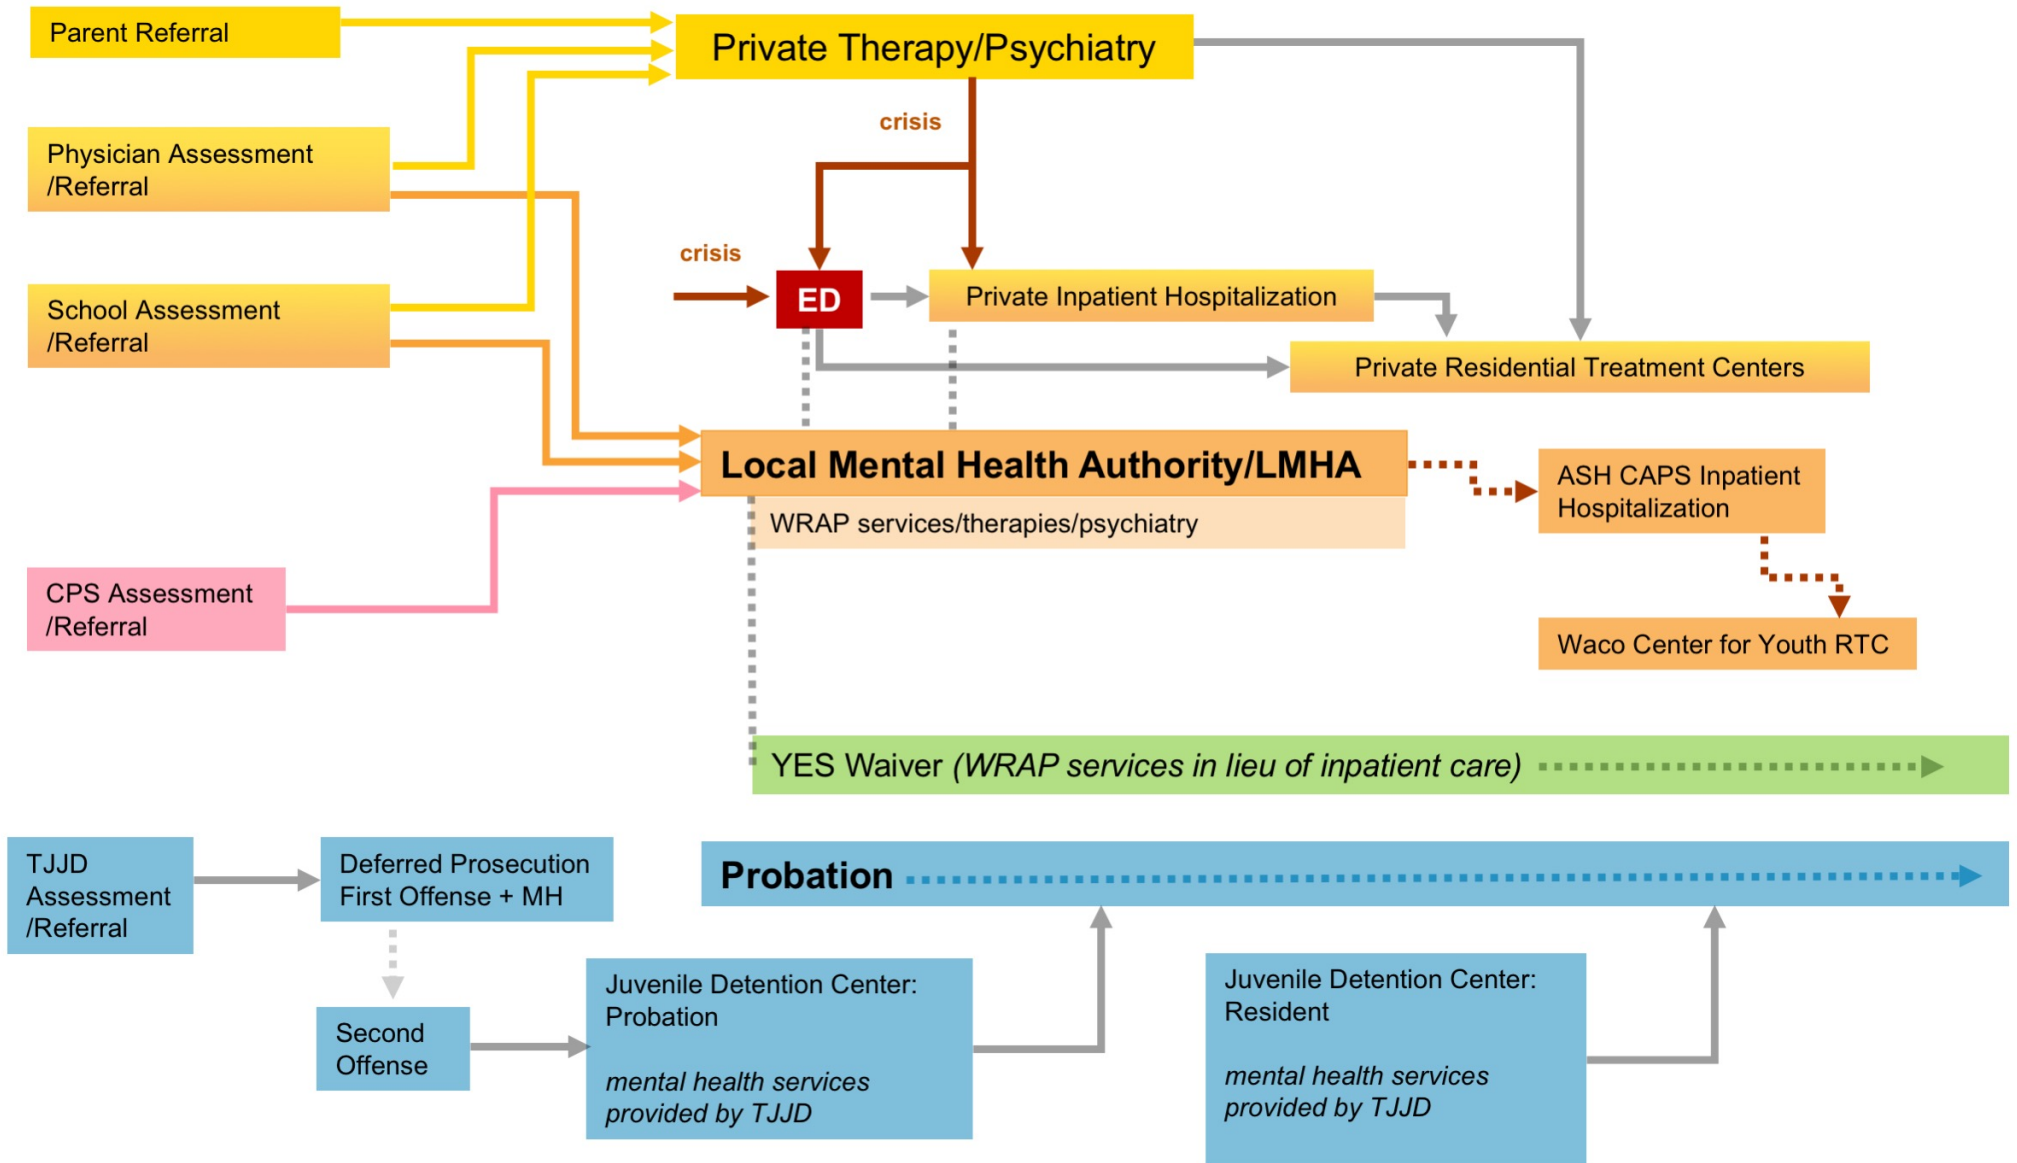 Parent Referral
Private Therapy/Psychiatry
crisis
Physician Assessment
/Referral
crisis
ED
Private Inpatient Hospitalization
School Assessment
/Referral
Private Residential Treatment Centers
Local Mental Health Authority/LMHA
WRAP services/therapies/psychiatry
ASH CAPS Inpatient
Hospitalization
CPS Assessment
/Referral
Waco Center for Youth RTC
YES Waiver (WRAP services in lieu of inpatient care)
TJJD
Assessment
/Referral
Deferred Prosecution
First Offense + MH
Probation
Second
Offense
Juvenile Detention Center:
Probation
mental health services
provided by TJJD
Juvenile Detention Center:
Resident
mental health services
provided by TJJD